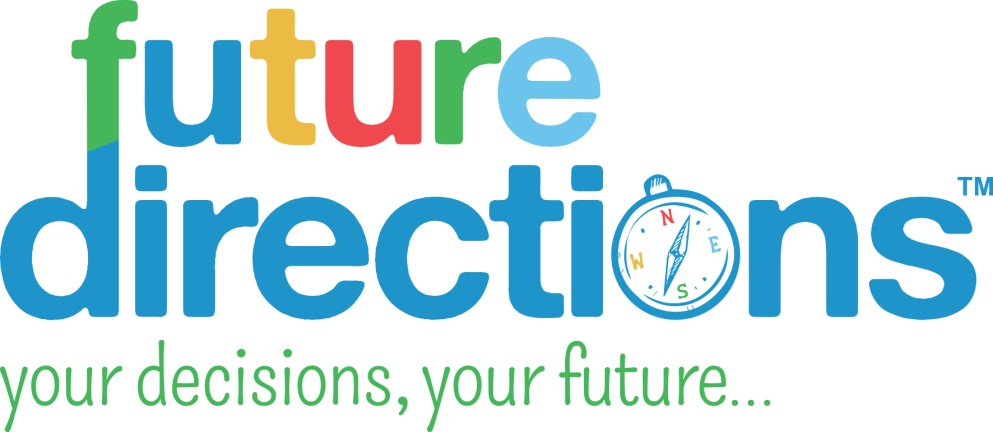 future
directions™
N
W E
S
your decisions, your future...